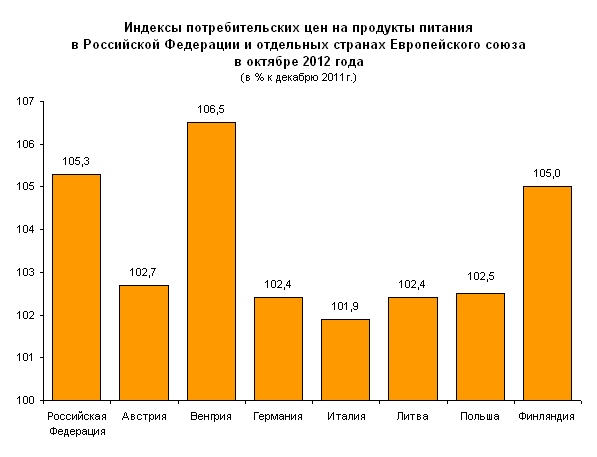 Индексы потребительских цен на продукты питания
в Российской Федерации и отдельных странах Европейского союза
в октябре 2012 года
(в % к декабрю 2011г.)
107
106
105
104
103
102
101
100
105,3
102,7
106,5
102,4
101,9
102,4
102,5
105,0
Российская
Федерация
Австрия
Венгрия
Германия
Италия
Литва
Польша
Финляндия